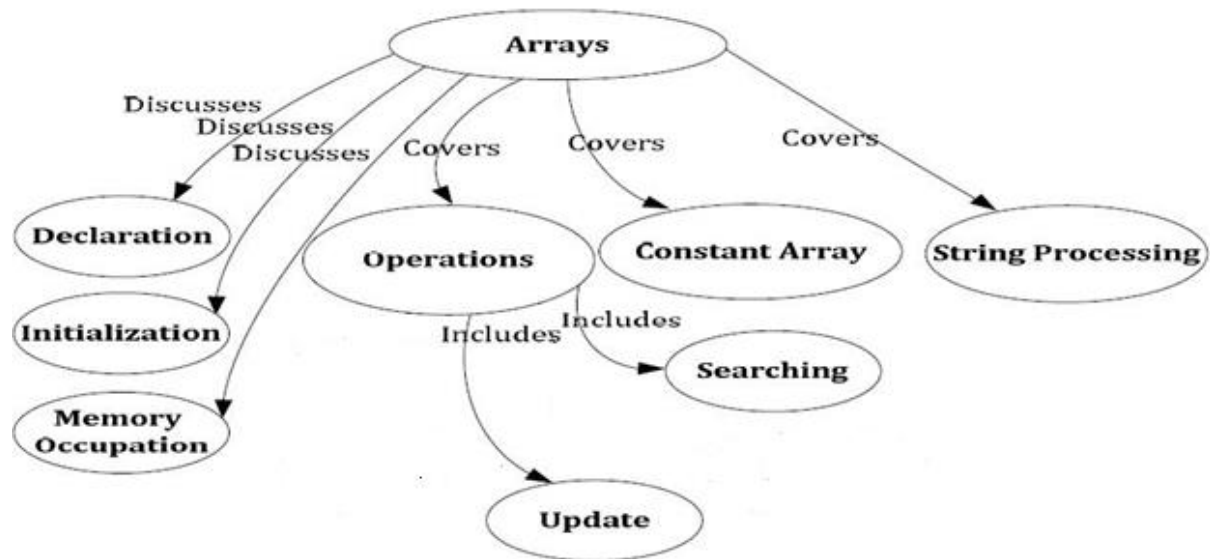 Arrays
Discusses
Discusses
Discusses
Covers
Covers
Covers
Declaration
Operations
Constant Array
String Processing
Initialization
Includes
Includes
Searching
Memory
Occupation
Update